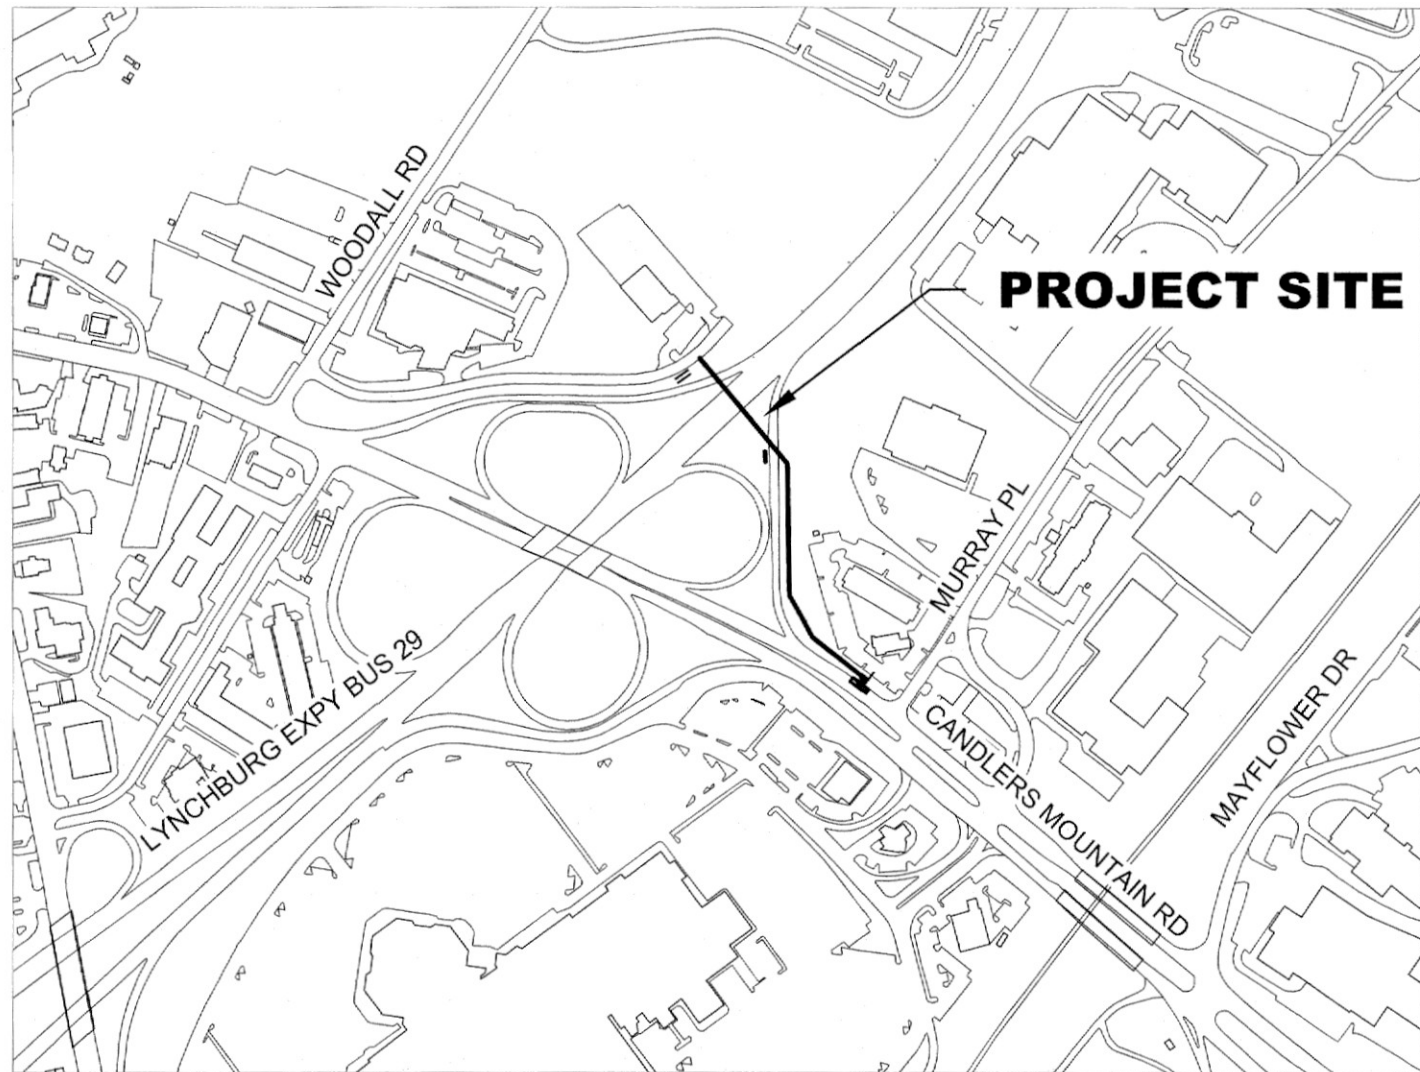 WOODALL RD
PROJECT SITE
MURRAY PL
LYNCHBURG EXPY BUS 29
CANDLERS MOUNTAIN RD
MAYFLOWER DR